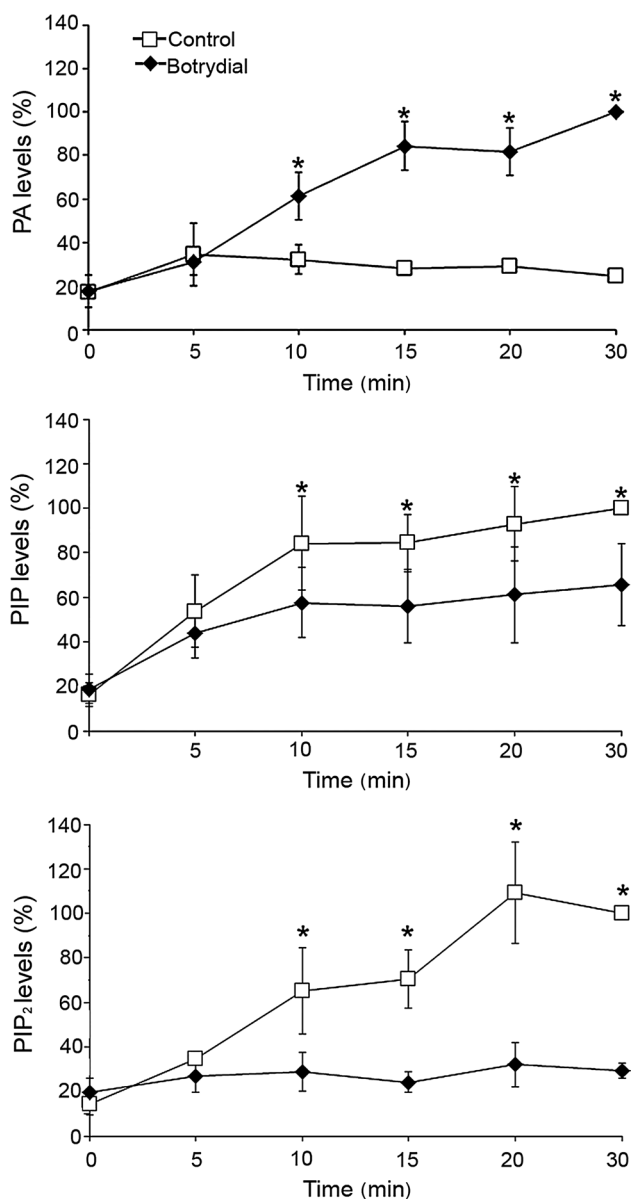 140
□ Control
◆ Botrydial
120
100
80
60
40
20
0
PA levels (%)
* * * *
0 5 10 15 20 30
Time (min)
140
120
100
80
60
40
20
0
PIP levels (%)
* * * *
5 10 15 20 30
Time (min)
140
120
100
80
60
40
20
0
PIP₂ levels (%)
* * * *
0 5 10 15 20 30
Time (min)